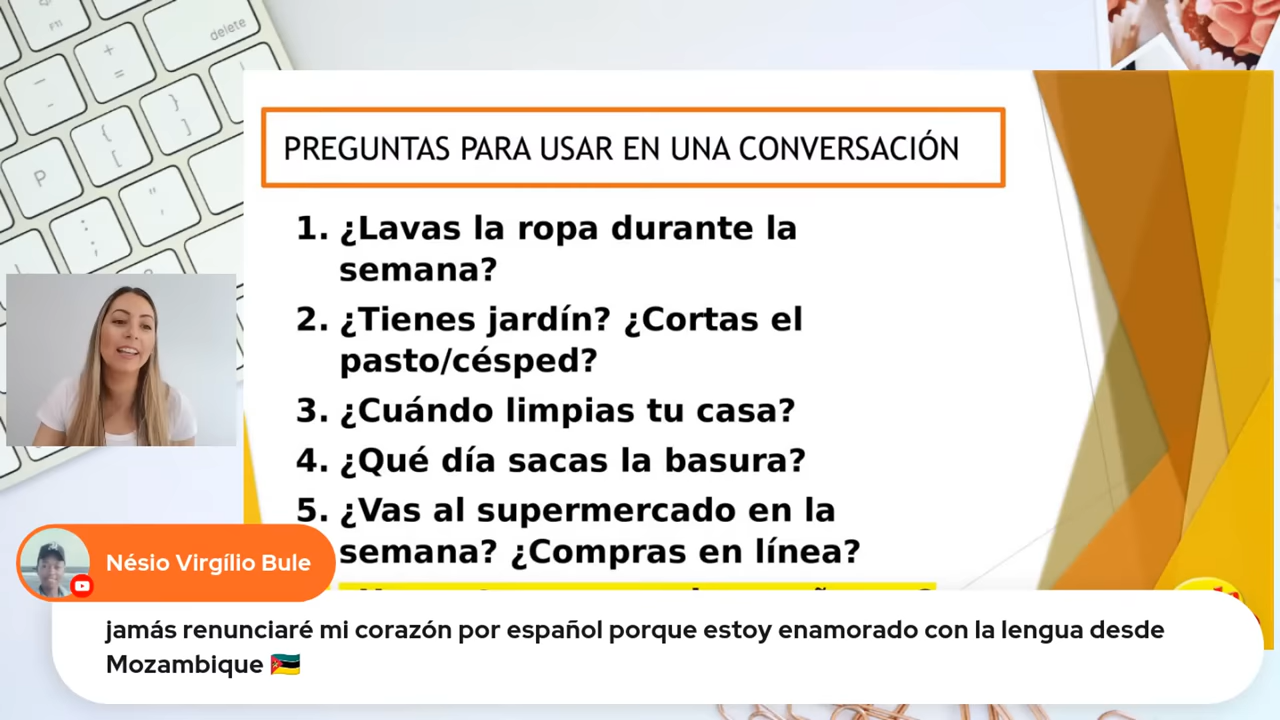 PREGUNTAS PARA USAR EN UNA CONVERSACIÓN
1. ¿Lavas la ropa durante la
semana?
2. ¿Tienes jardín? ¿Cortas el
pasto/césped?
3. ¿Cuándo limpias tu casa?
4. ¿Qué día sacas la basura?
5. ¿Vas al supermercado en la
semana? ¿Compras en línea?
Nésio Virgílio Bule
jamás renunciaré mi corazón por español porque estoy enamorado con la lengua desde
Mozambique 🇲🇿
delete
P